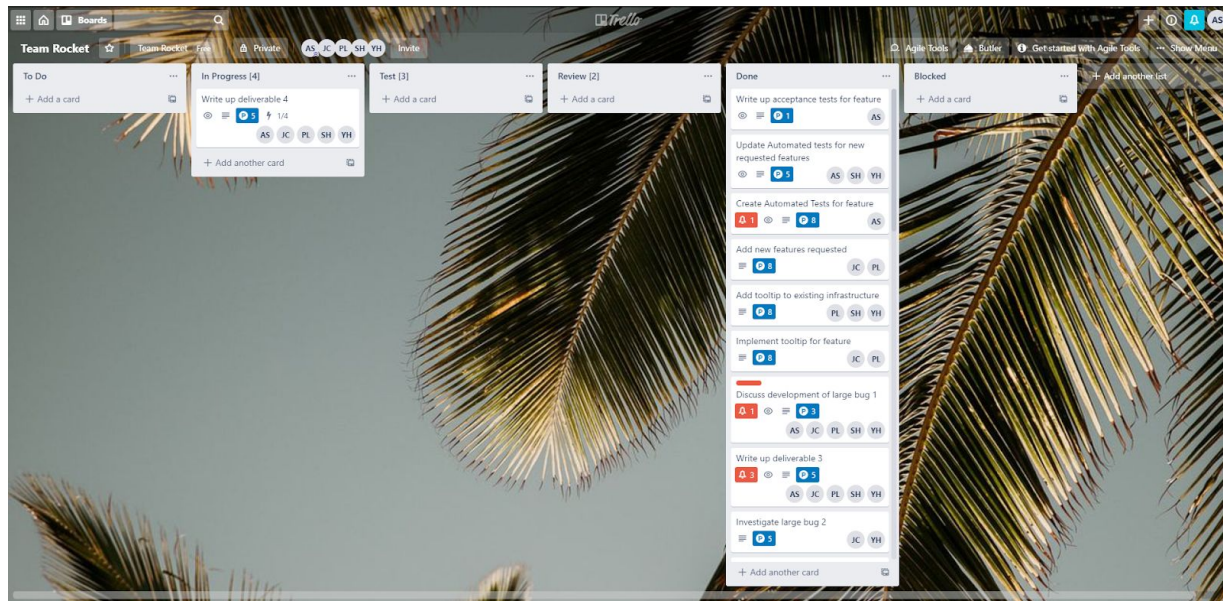 Boards
Trello
AS
Team Rocket
Team Rocket Free
Private
AS JC PL SH YH
Invite
Agile Tools
Butler
Get started with Agile Tools
... Show Menu
To Do
+ Add a card
In Progress [4]
Write up deliverable 4
P 5
1/4
AS JC PL SH YH
+ Add another card
Test [3]
+ Add a card
Review [2]
+ Add a card
Done
Write up acceptance tests for feature
P 1
AS
Update Automated tests for new
requested features
P 5
AS SH YH
Create Automated Tests for feature
1
P 8
AS
Add new features requested
P 8
JC PL
Add tooltip to existing infrastructure
P 8
PL SH YH
Implement tooltip for feature
P 8
JC PL
Discuss development of large bug 1
1
P 3
AS JC PL SH YH
Write up deliverable 3
3
P 5
AS JC PL SH YH
Investigate large bug 2
P 5
JC YH
+ Add another card
Blocked
+ Add a card
+ Add another list